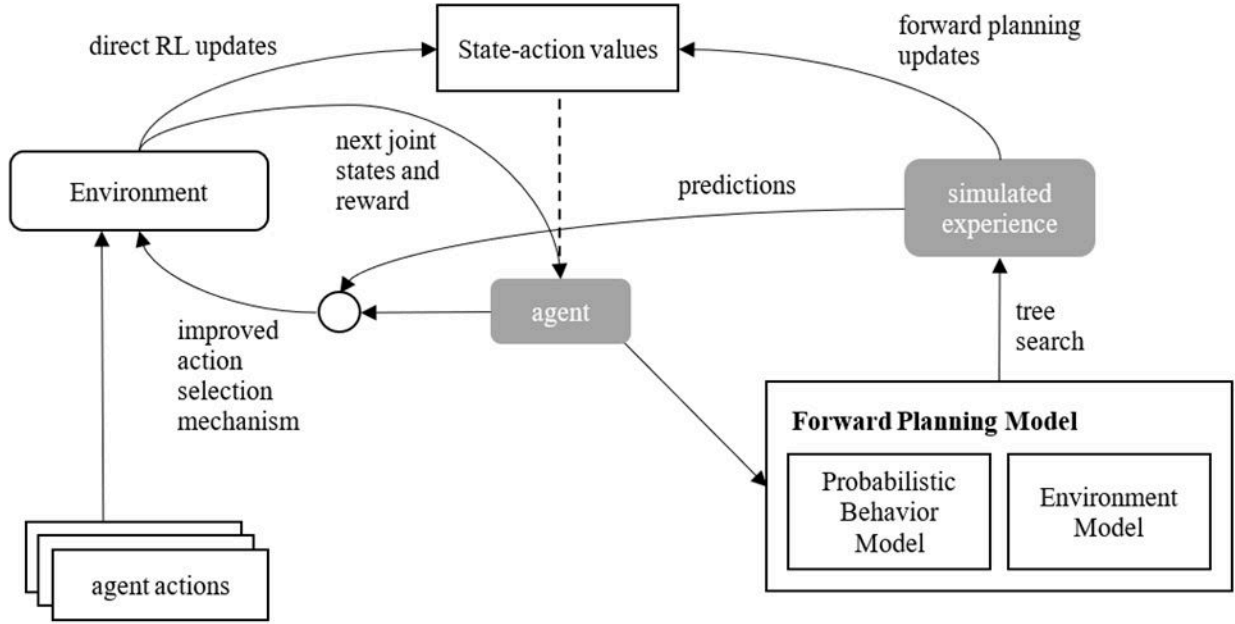 direct RL updates
State-action values
forward planning
updates
Environment
next joint
states and
reward
predictions
simulated
experience
agent
improved
action
selection
mechanism
tree
search
Forward Planning Model
Probabilistic
Behavior
Model
Environment
Model
agent actions